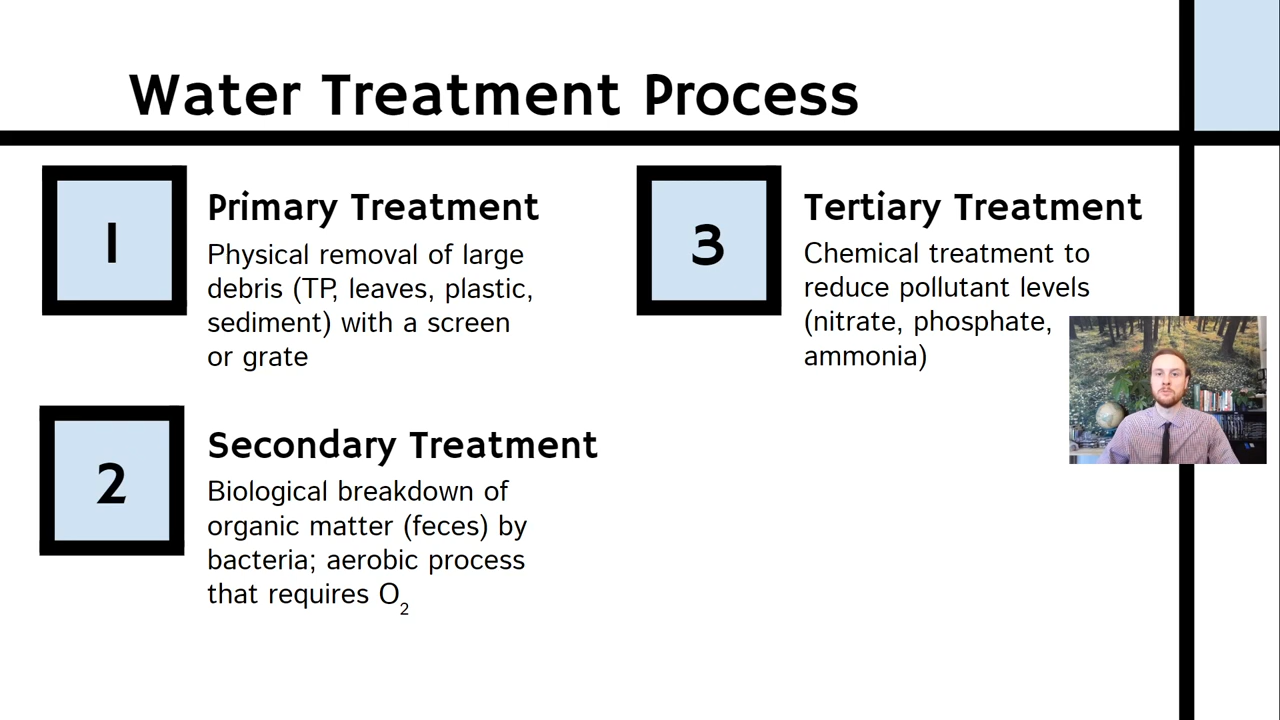 Water Treatment Process
1
Primary Treatment
Physical removal of large
debris (TP, leaves, plastic,
sediment) with a screen
or grate
2
Secondary Treatment
Biological breakdown of
organic matter (feces) by
bacteria; aerobic process
that requires O₂
3
Tertiary Treatment
Chemical treatment to
reduce pollutant levels
(nitrate, phosphate,
ammonia)